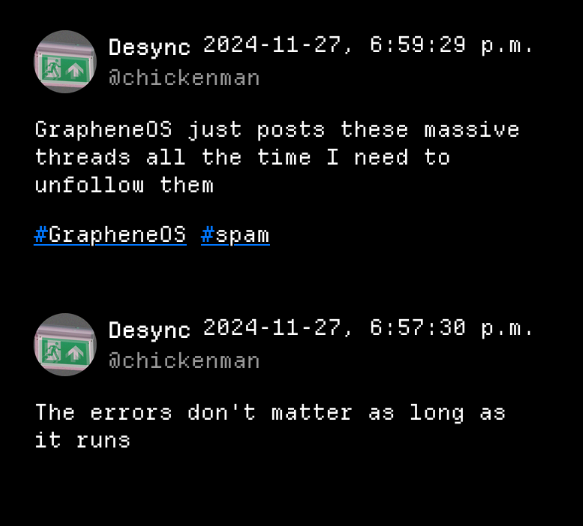 Desync 2024-11-27, 6:59:29 p.m.
@chickenman
GrapheneOS just posts these massive
threads all the time I need to
unfollow them
#GrapheneOS #spam
Desync 2024-11-27, 6:57:30 p.m.
@chickenman
The errors don't matter as long as
it runs